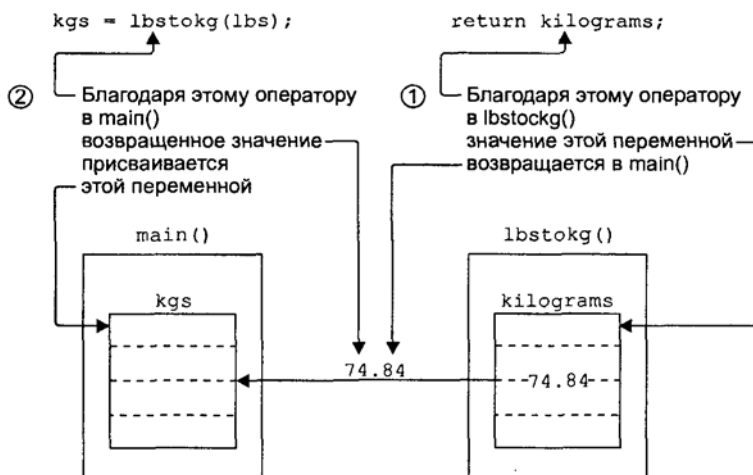 kgs = lbstokg(lbs);
return kilograms;
② Благодаря этому оператору
в main()
возвращенное значение
присваивается
этой переменной
① Благодаря этому оператору
в lbstockg()
значение этой переменной
возвращается в main()
main()
lbstokg()
kgs
kilograms
74.84
74.84